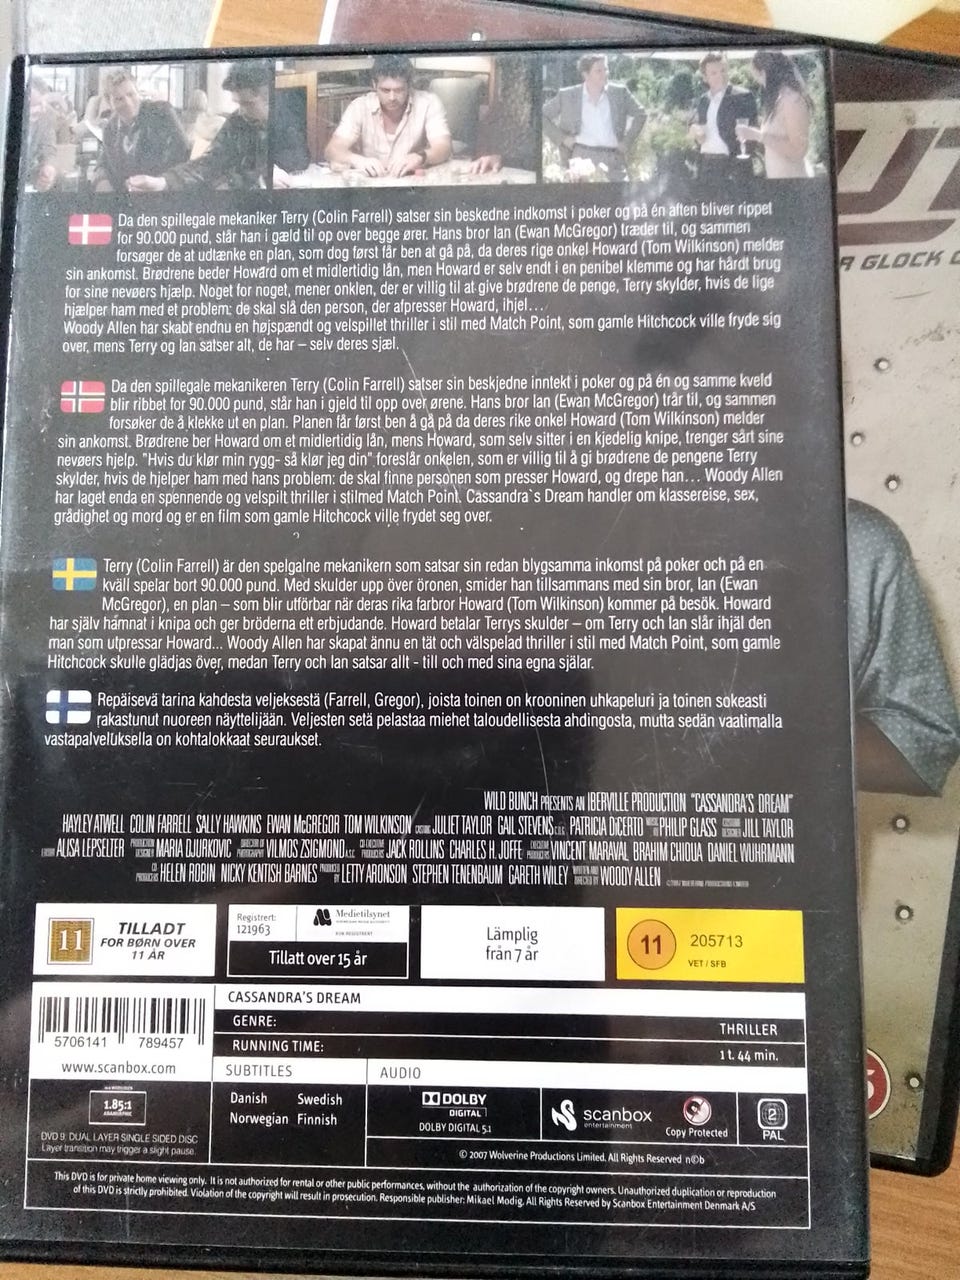 Da den spillegale mekaniker Terry (Colin Farrell) satser sin beskedne indkomst i poker og på én aften bliver rippet
for 90.000 pund, står han i gæld til op over begge ører. Hans bror Ian (Ewan McGregor) træder til, og sammen
forsøger de at udtænke en plan, som dog først får ben at gå på, da deres rige onkel Howard (Tom Wilkinson) melder
sin ankomst. Brødrene beder Howard om et midlertidig lån, men Howard er selv endt i en penibel klemme og har hårdt brug
for sine nevøers hjælp. Noget for noget, mener onklen, der er villig til at give brødrene de penge, Terry skylder, hvis de lige
hjælper ham med et problem: de skal slå den person, der afpresser Howard, ihjel...
Woody Allen har skabt endnu en højspændt og velspillet thriller i stil med Match Point, som gamle Hitchcock ville fryde sig
over, mens Terry og Ian satser alt, de har – selv deres sjæl.
Da den spillegale mekanikeren Terry (Colin Farrell) satser sin beskjedne inntekt i poker og på én og samme kveld
blir ribbet for 90.000 pund, står han i gjeld til opp over ørene. Hans bror Ian (Ewan McGregor) trår til, og sammen
forsøker de å klekke ut en plan. Planen får først ben å gå på da deres rike onkel Howard (Tom Wilkinson) melder
sin ankomst. Brødrene ber Howard om et midlertidig lån, mens Howard, som selv sitter i en kjedelig knipe, trenger sårt sine
nevøers hjelp. "Hvis du klør min rygg- så klør jeg din" foreslår onkelen, som er villig til å gi brødrene de pengene Terry
skylder, hvis de hjelper ham med hans problem: de skal finne personen som presser Howard, og drepe han... Woody Allen
har laget enda en spennende og velspilt thriller i stilmed Match Point. Cassandra`s Dream handler om klassereise, sex,
grådighet og mord og er en film som gamle Hitchcock ville frydet seg over.
Terry (Colin Farrell) är den spelgalne mekanikern som satsar sin redan blygsamma inkomst på poker och på en
kväll spelar bort 90.000 pund. Med skulder upp över öronen, smider han tillsammans med sin bror, Ian (Ewan
McGregor), en plan – som blir utförbar när deras rika farbror Howard (Tom Wilkinson) kommer på besök. Howard
har själv hamnat i knipa och ger bröderna ett erbjudande. Howard betalar Terrys skulder – om Terry och Ian slår ihjäl den
man som utpressar Howard... Woody Allen har skapat ännu en tät och välspelad thriller i stil med Match Point, som gamle
Hitchcock skulle glädjas över, medan Terry och Ian satsar allt - till och med sina egna själar.
Repäisevä tarina kahdesta veljeksestä (Farrell, Gregor), joista toinen on krooninen uhkapeluri ja toinen sokeasti
rakastunut nuoreen näyttelijään. Veljesten setä pelastaa miehet taloudellisesta ahdingosta, mutta sedän vaatimalla
vastapalveluksella on kohtalokkaat seuraukset.
WILD BUNCH PRESENTS AN IBERVILLE PRODUCTION "CASSANDRA'S DREAM"
HAYLEY ATWELL COLIN FARRELL SALLY HAWKINS EWAN McGREGOR TOM WILKINSON CASTING JULIET TAYLOR GAIL STEVENS C.D.G. PATRICIA DiCERTO MUSIC BY PHILIP GLASS COSTUME DESIGNER JILL TAYLOR
EDITOR ALISA LEPSELTER PRODUCTION DESIGNER MARIA DJURKOVIC DIRECTOR OF PHOTOGRAPHY VILMOS ZSIGMOND A.S.C. CO EXECUTIVE PRODUCERS JACK ROLLINS CHARLES H. JOFFE EXECUTIVE PRODUCERS VINCENT MARAVAL BRAHIM CHIOUA DANIEL WUHRMANN
CO PRODUCERS HELEN ROBIN NICKY KENTISH BARNES PRODUCED BY LETTY ARONSON STEPHEN TENENBAUM GARETH WILEY WRITTEN AND DIRECTED BY WOODY ALLEN
11
TILLADT
FOR BØRN OVER
11 ÅR
Registrert:
121963
Medietilsynet
Tillatt over 15 år
Lämplig
från 7 år
11
205713
VET / SFB
5706141 789457
www.scanbox.com
1.85:1
ANAMORPHIC
DVD 9: DUAL LAYER SINGLE SIDED DISC
Layer transition may trigger a slight pause.
CASSANDRA'S DREAM
GENRE: THRILLER
RUNNING TIME: 1 t. 44 min.
SUBTITLES
Danish Swedish
Norwegian Finnish
AUDIO
DOLBY
DIGITAL
DOLBY DIGITAL 5.1
scanbox
entertainment
Copy Protected
2
PAL
© 2007 Wolverine Productions Limited. All Rights Reserved n©b
This DVD is for private home viewing only. It is not authorized for rental or other public performances, without the authorization of the copyright owners. Unauthorized duplication or reproduction
of this DVD is strictly prohibited. Violation of the copyright will result in prosecution. Responsible publisher: Mikael Modig. All Rights Reserved by Scanbox Entertainment Denmark A/S
UT
A GLOCK